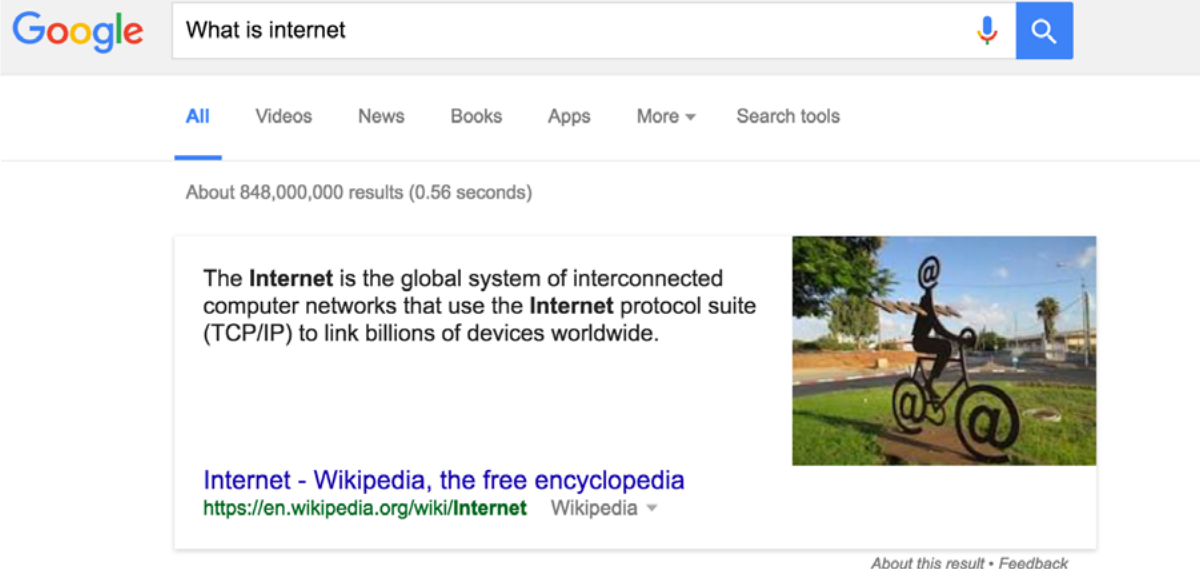 Google
What is internet
All Videos News Books Apps More Search tools
About 848,000,000 results (0.56 seconds)
The Internet is the global system of interconnected
computer networks that use the Internet protocol suite
(TCP/IP) to link billions of devices worldwide.
@
@ @
Internet - Wikipedia, the free encyclopedia
https://en.wikipedia.org/wiki/Internet Wikipedia
About this result • Feedback